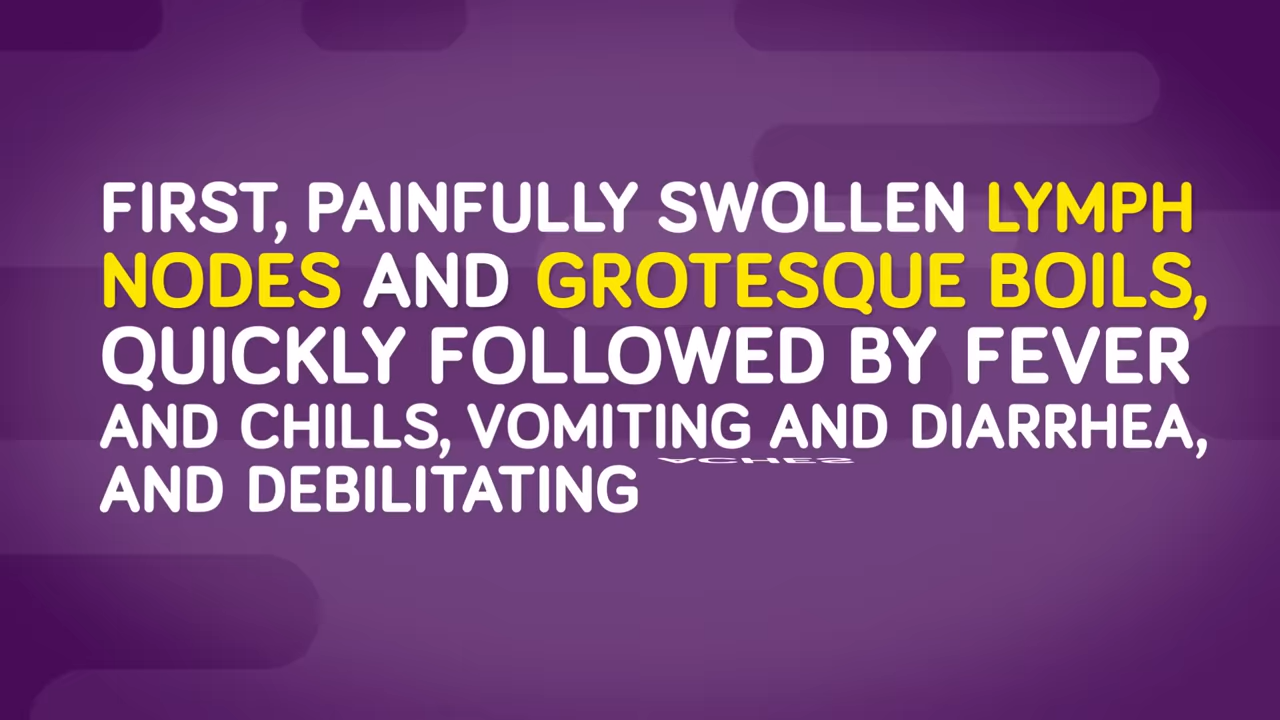 FIRST, PAINFULLY SWOLLEN LYMPH
NODES AND GROTESQUE BOILS,
QUICKLY FOLLOWED BY FEVER
AND CHILLS, VOMITING AND DIARRHEA,
AND DEBILITATING ACHES